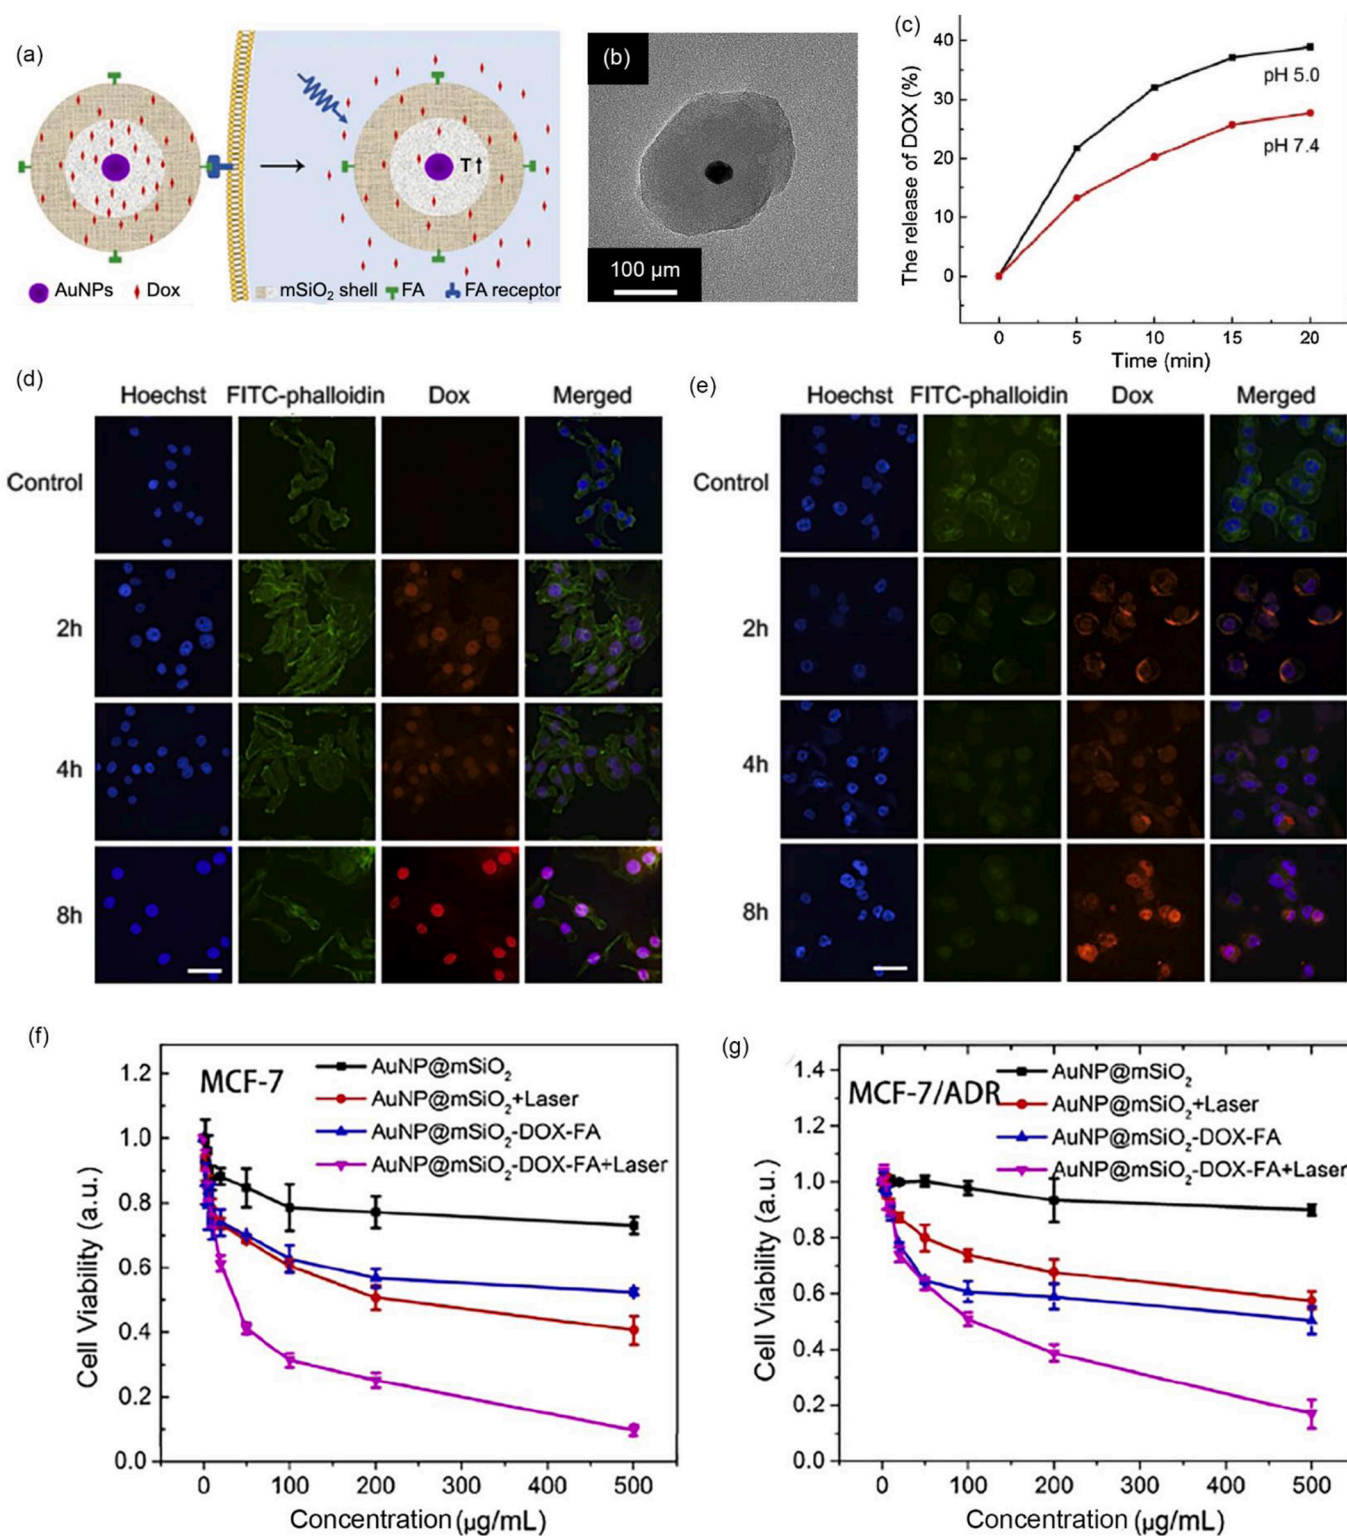 (a)
T↑
AuNPs
Dox
mSiO₂ shell
FA
FA receptor
(b)
100 µm
(c)
The release of DOX (%)
40
30
20
10
0
pH 5.0
pH 7.4
0 5 10 15 20
Time (min)
(d)
Hoechst FITC-phalloidin Dox Merged
Control
2h
4h
8h
(e)
Hoechst FITC-phalloidin Dox Merged
Control
2h
4h
8h
(f)
MCF-7
AuNP@mSiO₂
AuNP@mSiO₂+Laser
AuNP@mSiO₂-DOX-FA
AuNP@mSiO₂-DOX-FA+Laser
Cell Viability (a.u.)
1.2
1.0
0.8
0.6
0.4
0.2
0.0
0 100 200 300 400 500
Concentration (µg/mL)
(g)
MCF-7/ADR
AuNP@mSiO₂
AuNP@mSiO₂+Laser
AuNP@mSiO₂-DOX-FA
AuNP@mSiO₂-DOX-FA+Laser
Cell Viability (a.u.)
1.4
1.2
1.0
0.8
0.6
0.4
0.2
0.0
0 100 200 300 400 500
Concentration (µg/mL)